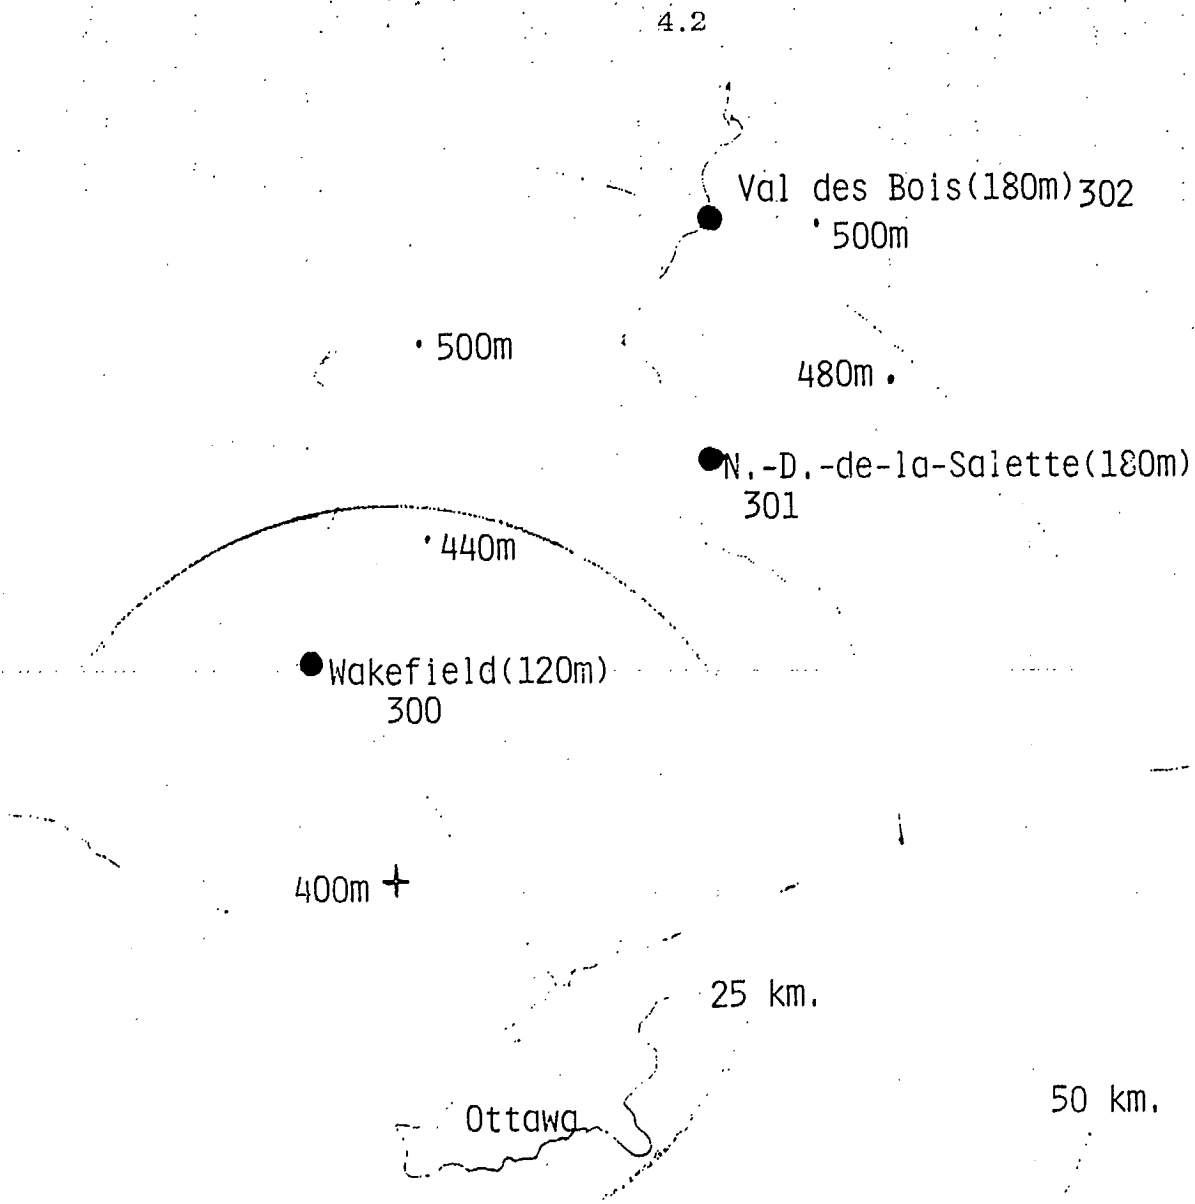 4.2
Val des Bois(180m)302
500m
500m
480m
N.-D.-de-la-Salette(180m)
301
440m
Wakefield(120m)
300
400m
25 km.
Ottawa
50 km.